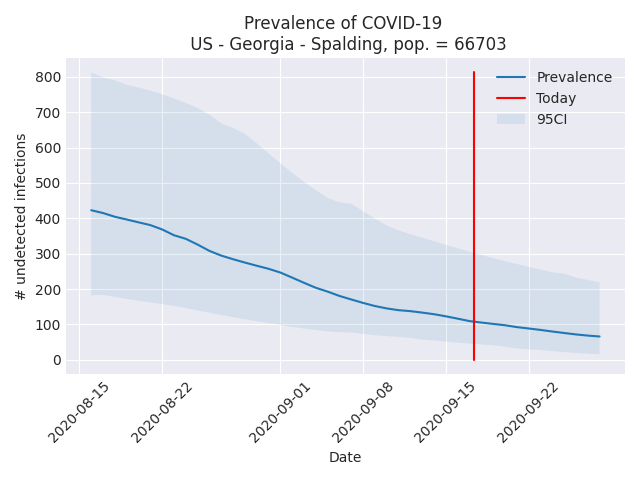 Prevalence of COVID-19
US - Georgia - Spalding, pop. = 66703
Prevalence
Today
95CI
# undetected infections
800
700
600
500
400
300
200
100
0
2020-08-15
2020-08-22
2020-09-01
2020-09-08
2020-09-15
2020-09-22
Date